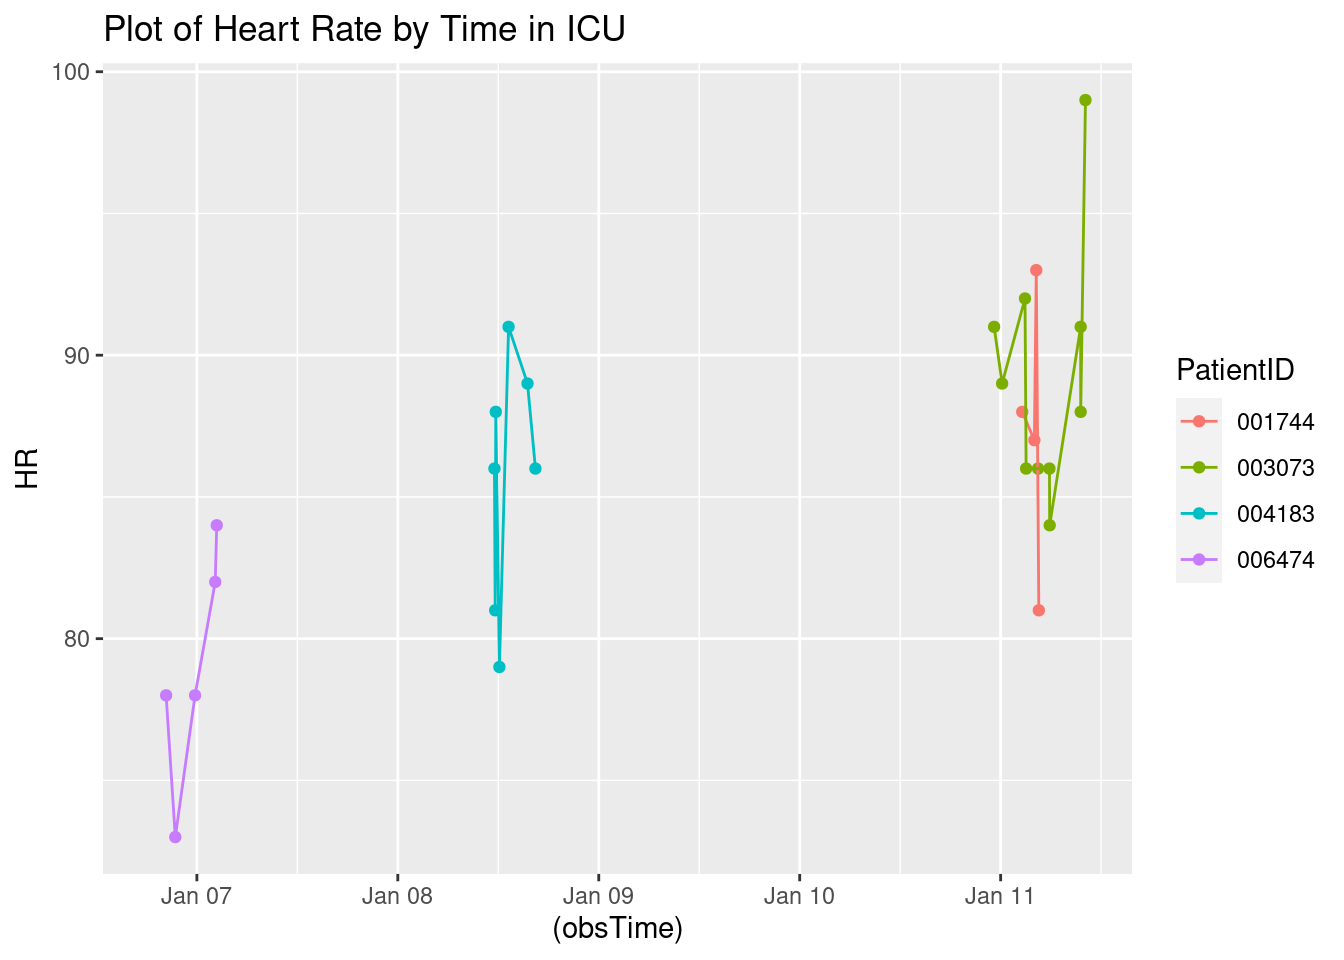 Plot of Heart Rate by Time in ICU
100
90
80
HR
Jan 07
Jan 08
Jan 09
Jan 10
Jan 11
(obsTime)
PatientID
001744
003073
004183
006474